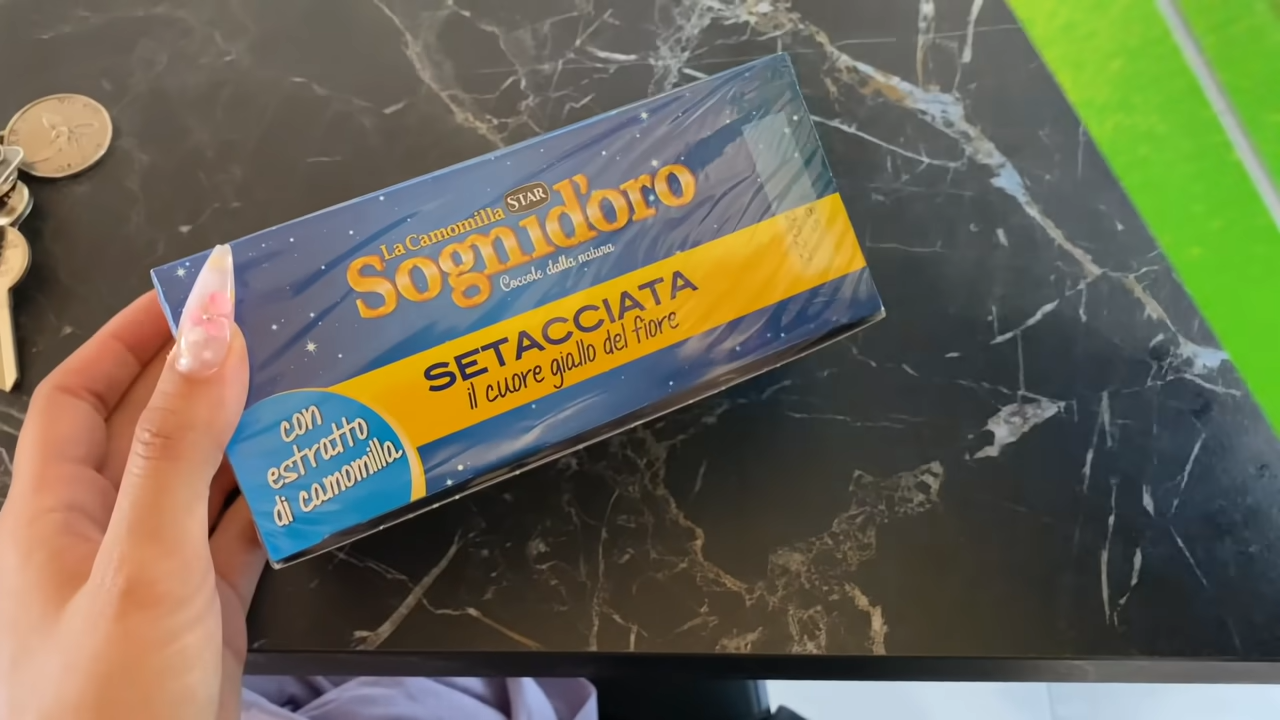 La Camomilla STAR
Sogni d'oro
Coccole dalla natura
SETACCIATA
il cuore giallo del fiore
con
estratto
di camomilla